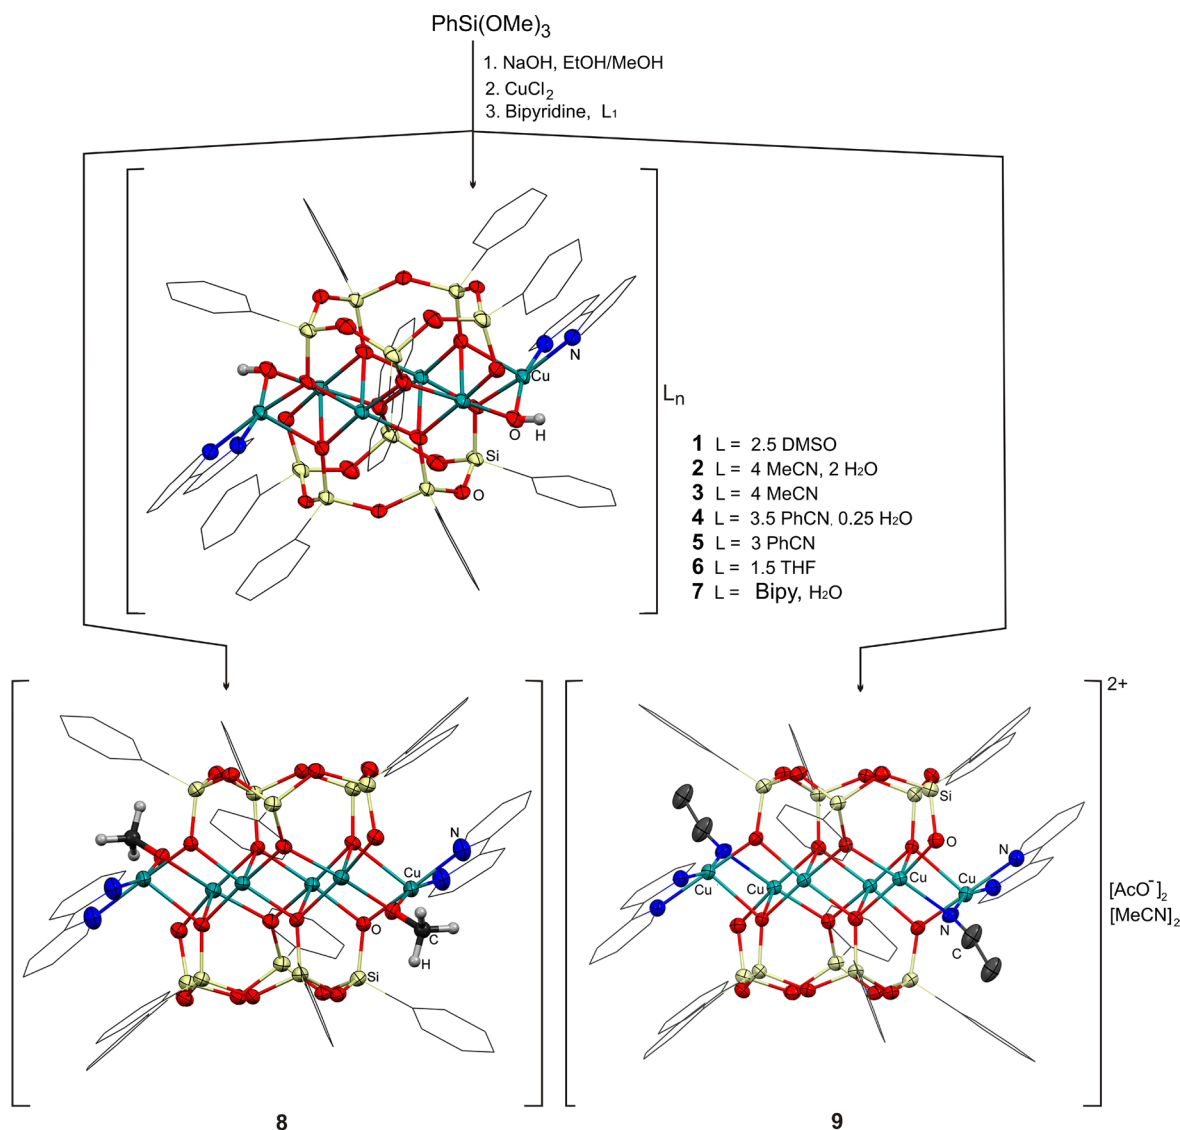 PhSi(OMe)₃
1. NaOH, EtOH/MeOH
2. CuCl₂
3. Bipyridine, L₁
N
Cu
O H
Si
O
Lₙ
1 L = 2.5 DMSO
2 L = 4 MeCN, 2 H₂O
3 L = 4 MeCN
4 L = 3.5 PhCN, 0.25 H₂O
5 L = 3 PhCN
6 L = 1.5 THF
7 L = Bipy, H₂O
N
Cu
O
C
H
Si
8
2+
Si
O
N
Cu
Cu
Cu
Cu
N
C
[AcO⁻]₂
[MeCN]₂
9